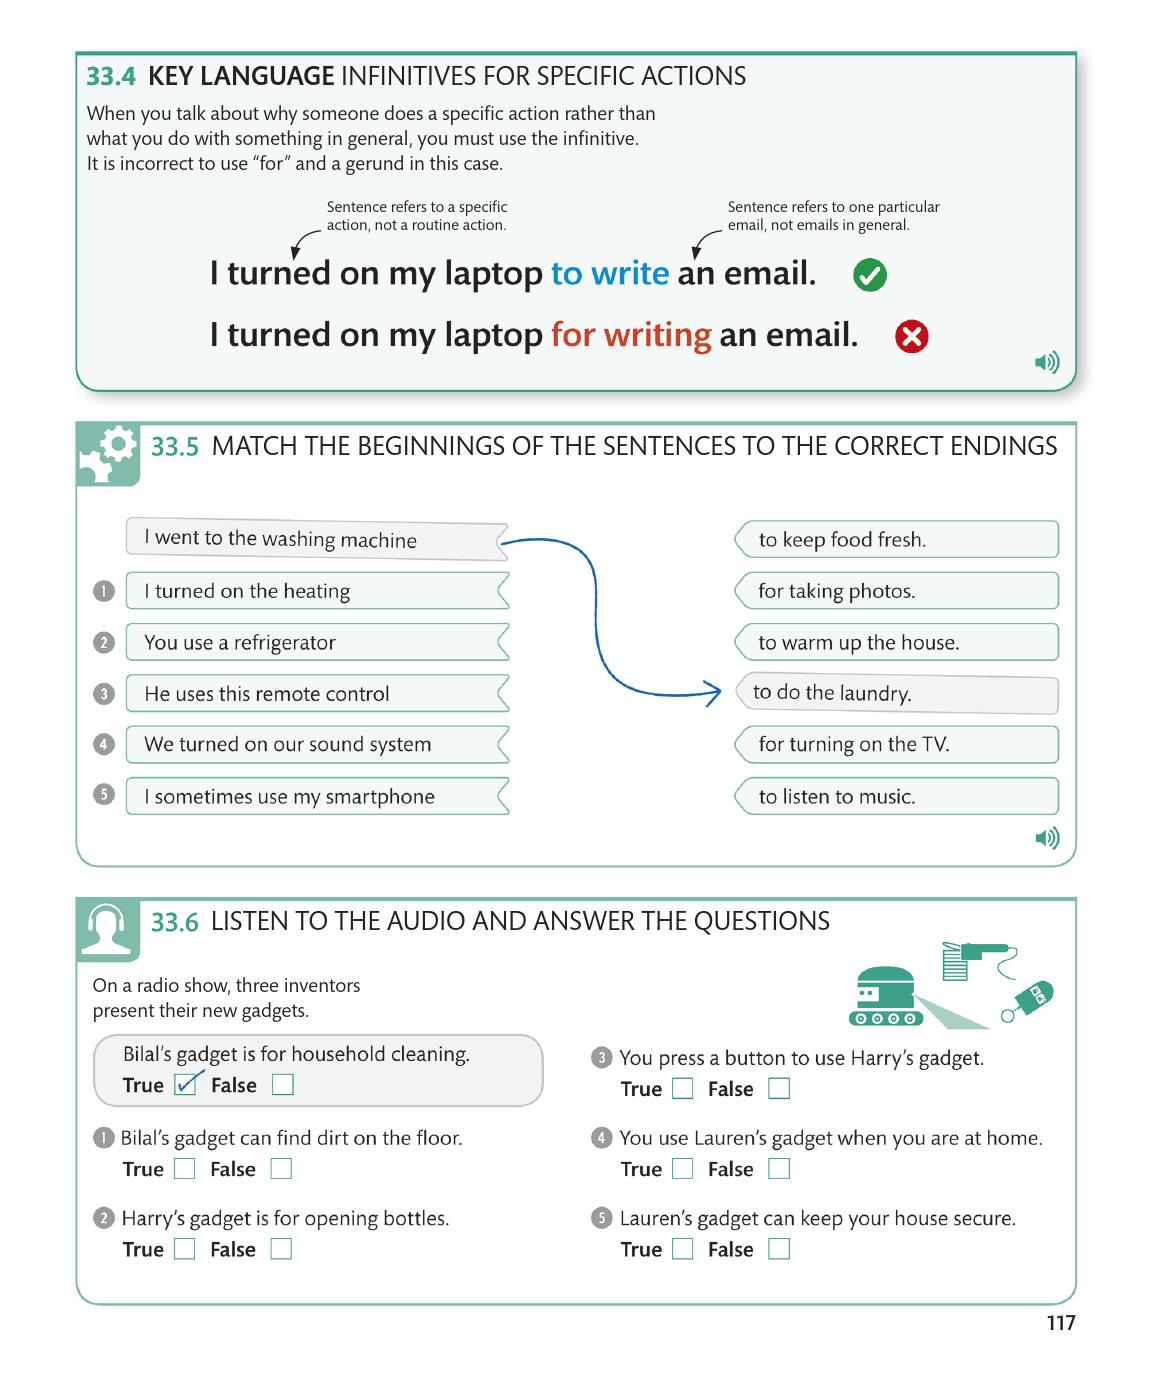 33.4 KEY LANGUAGE INFINITIVES FOR SPECIFIC ACTIONS
When you talk about why someone does a specific action rather than
what you do with something in general, you must use the infinitive.
It is incorrect to use “for” and a gerund in this case.
Sentence refers to a specific
action, not a routine action.
Sentence refers to one particular
email, not emails in general.
I turned on my laptop to write an email.
I turned on my laptop for writing an email.
33.5 MATCH THE BEGINNINGS OF THE SENTENCES TO THE CORRECT ENDINGS
I went to the washing machine
to keep food fresh.
1 I turned on the heating
for taking photos.
2 You use a refrigerator
to warm up the house.
3 He uses this remote control
to do the laundry.
4 We turned on our sound system
for turning on the TV.
5 I sometimes use my smartphone
to listen to music.
33.6 LISTEN TO THE AUDIO AND ANSWER THE QUESTIONS
On a radio show, three inventors
present their new gadgets.
Bilal’s gadget is for household cleaning.
True False
1 Bilal’s gadget can find dirt on the floor.
True False
2 Harry’s gadget is for opening bottles.
True False
3 You press a button to use Harry’s gadget.
True False
4 You use Lauren’s gadget when you are at home.
True False
5 Lauren’s gadget can keep your house secure.
True False
117